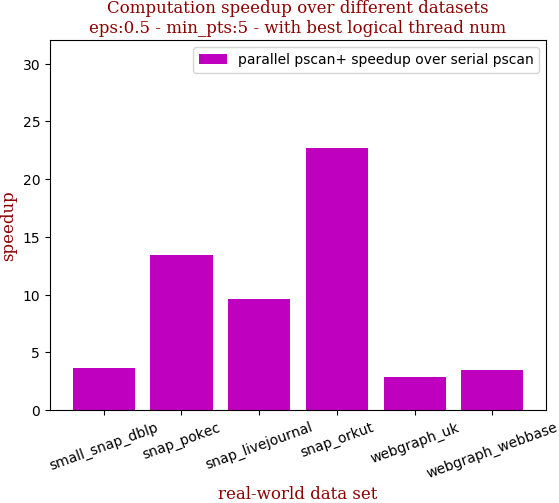 Computation speedup over different datasets
eps:0.5 - min_pts:5 - with best logical thread num
parallel pscan+ speedup over serial pscan
speedup
30
25
20
15
10
5
0
small_snap_dblp
snap_pokec
snap_livejournal
snap_orkut
webgraph_uk
webgraph_webbase
real-world data set